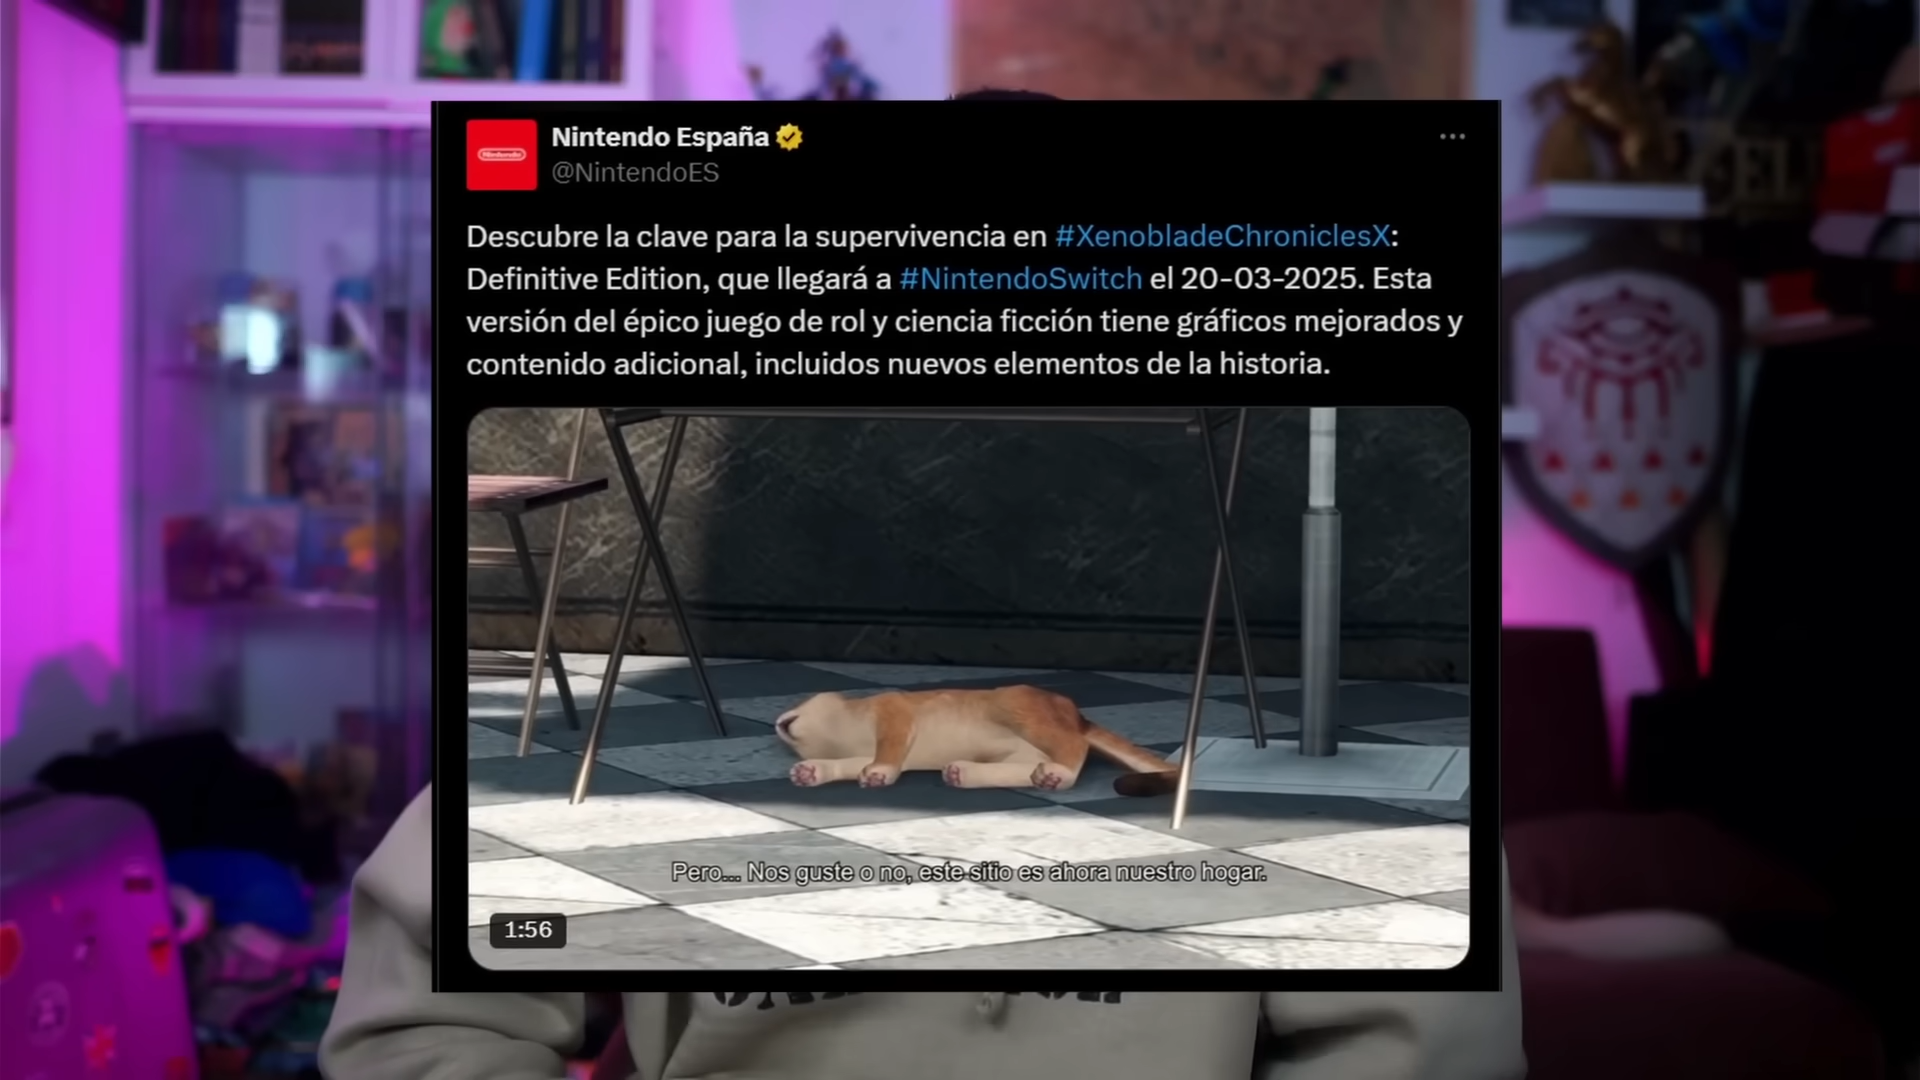 Nintendo España
@NintendoES
Nintendo
Descubre la clave para la supervivencia en #XenobladeChroniclesX:
Definitive Edition, que llegará a #NintendoSwitch el 20-03-2025. Esta
versión del épico juego de rol y ciencia ficción tiene gráficos mejorados y
contenido adicional, incluidos nuevos elementos de la historia.
Pero... Nos guste o no, este sitio es ahora nuestro hogar.
1:56